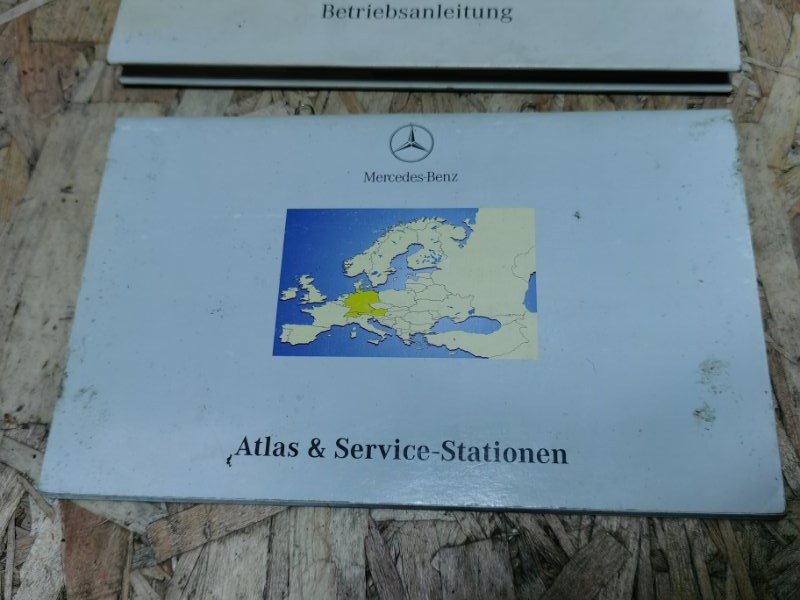 Betriebsanleitung
Mercedes-Benz
Atlas & Service-Stationen